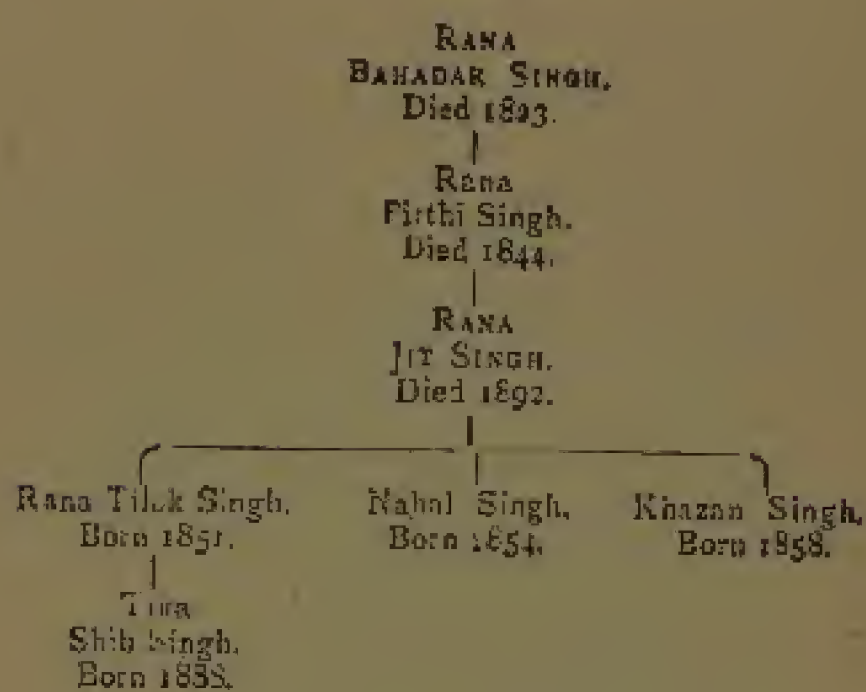 RANA
BAHADAR SINGH.
Died 1823.
Rana
Pirthi Singh.
Died 1844.
RANA
JIT SINGH.
Died 1892.
Rana Tilok Singh. Nahal Singh. Khazan Singh.
Born 1851. Born 1854. Born 1858.
Tika
Shib Singh.
Born 1888.